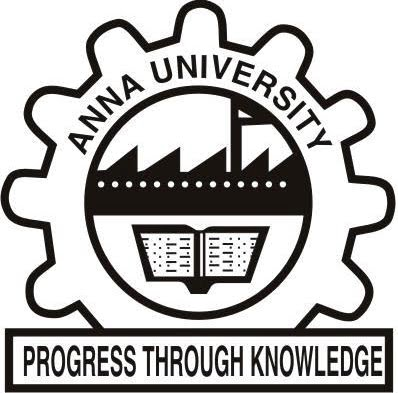 ANNA UNIVERSITY
PROGRESS THROUGH KNOWLEDGE